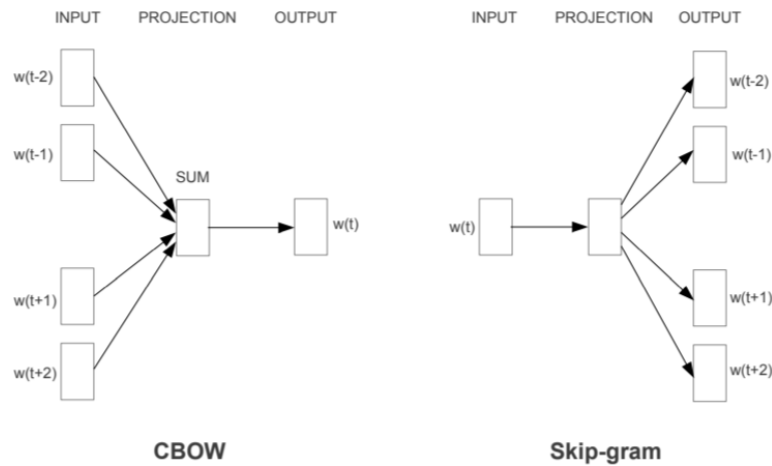 INPUT PROJECTION OUTPUT
w(t-2)
w(t-1)
SUM
w(t)
w(t+1)
w(t+2)
CBOW
INPUT PROJECTION OUTPUT
w(t-2)
w(t-1)
w(t)
w(t+1)
w(t+2)
Skip-gram